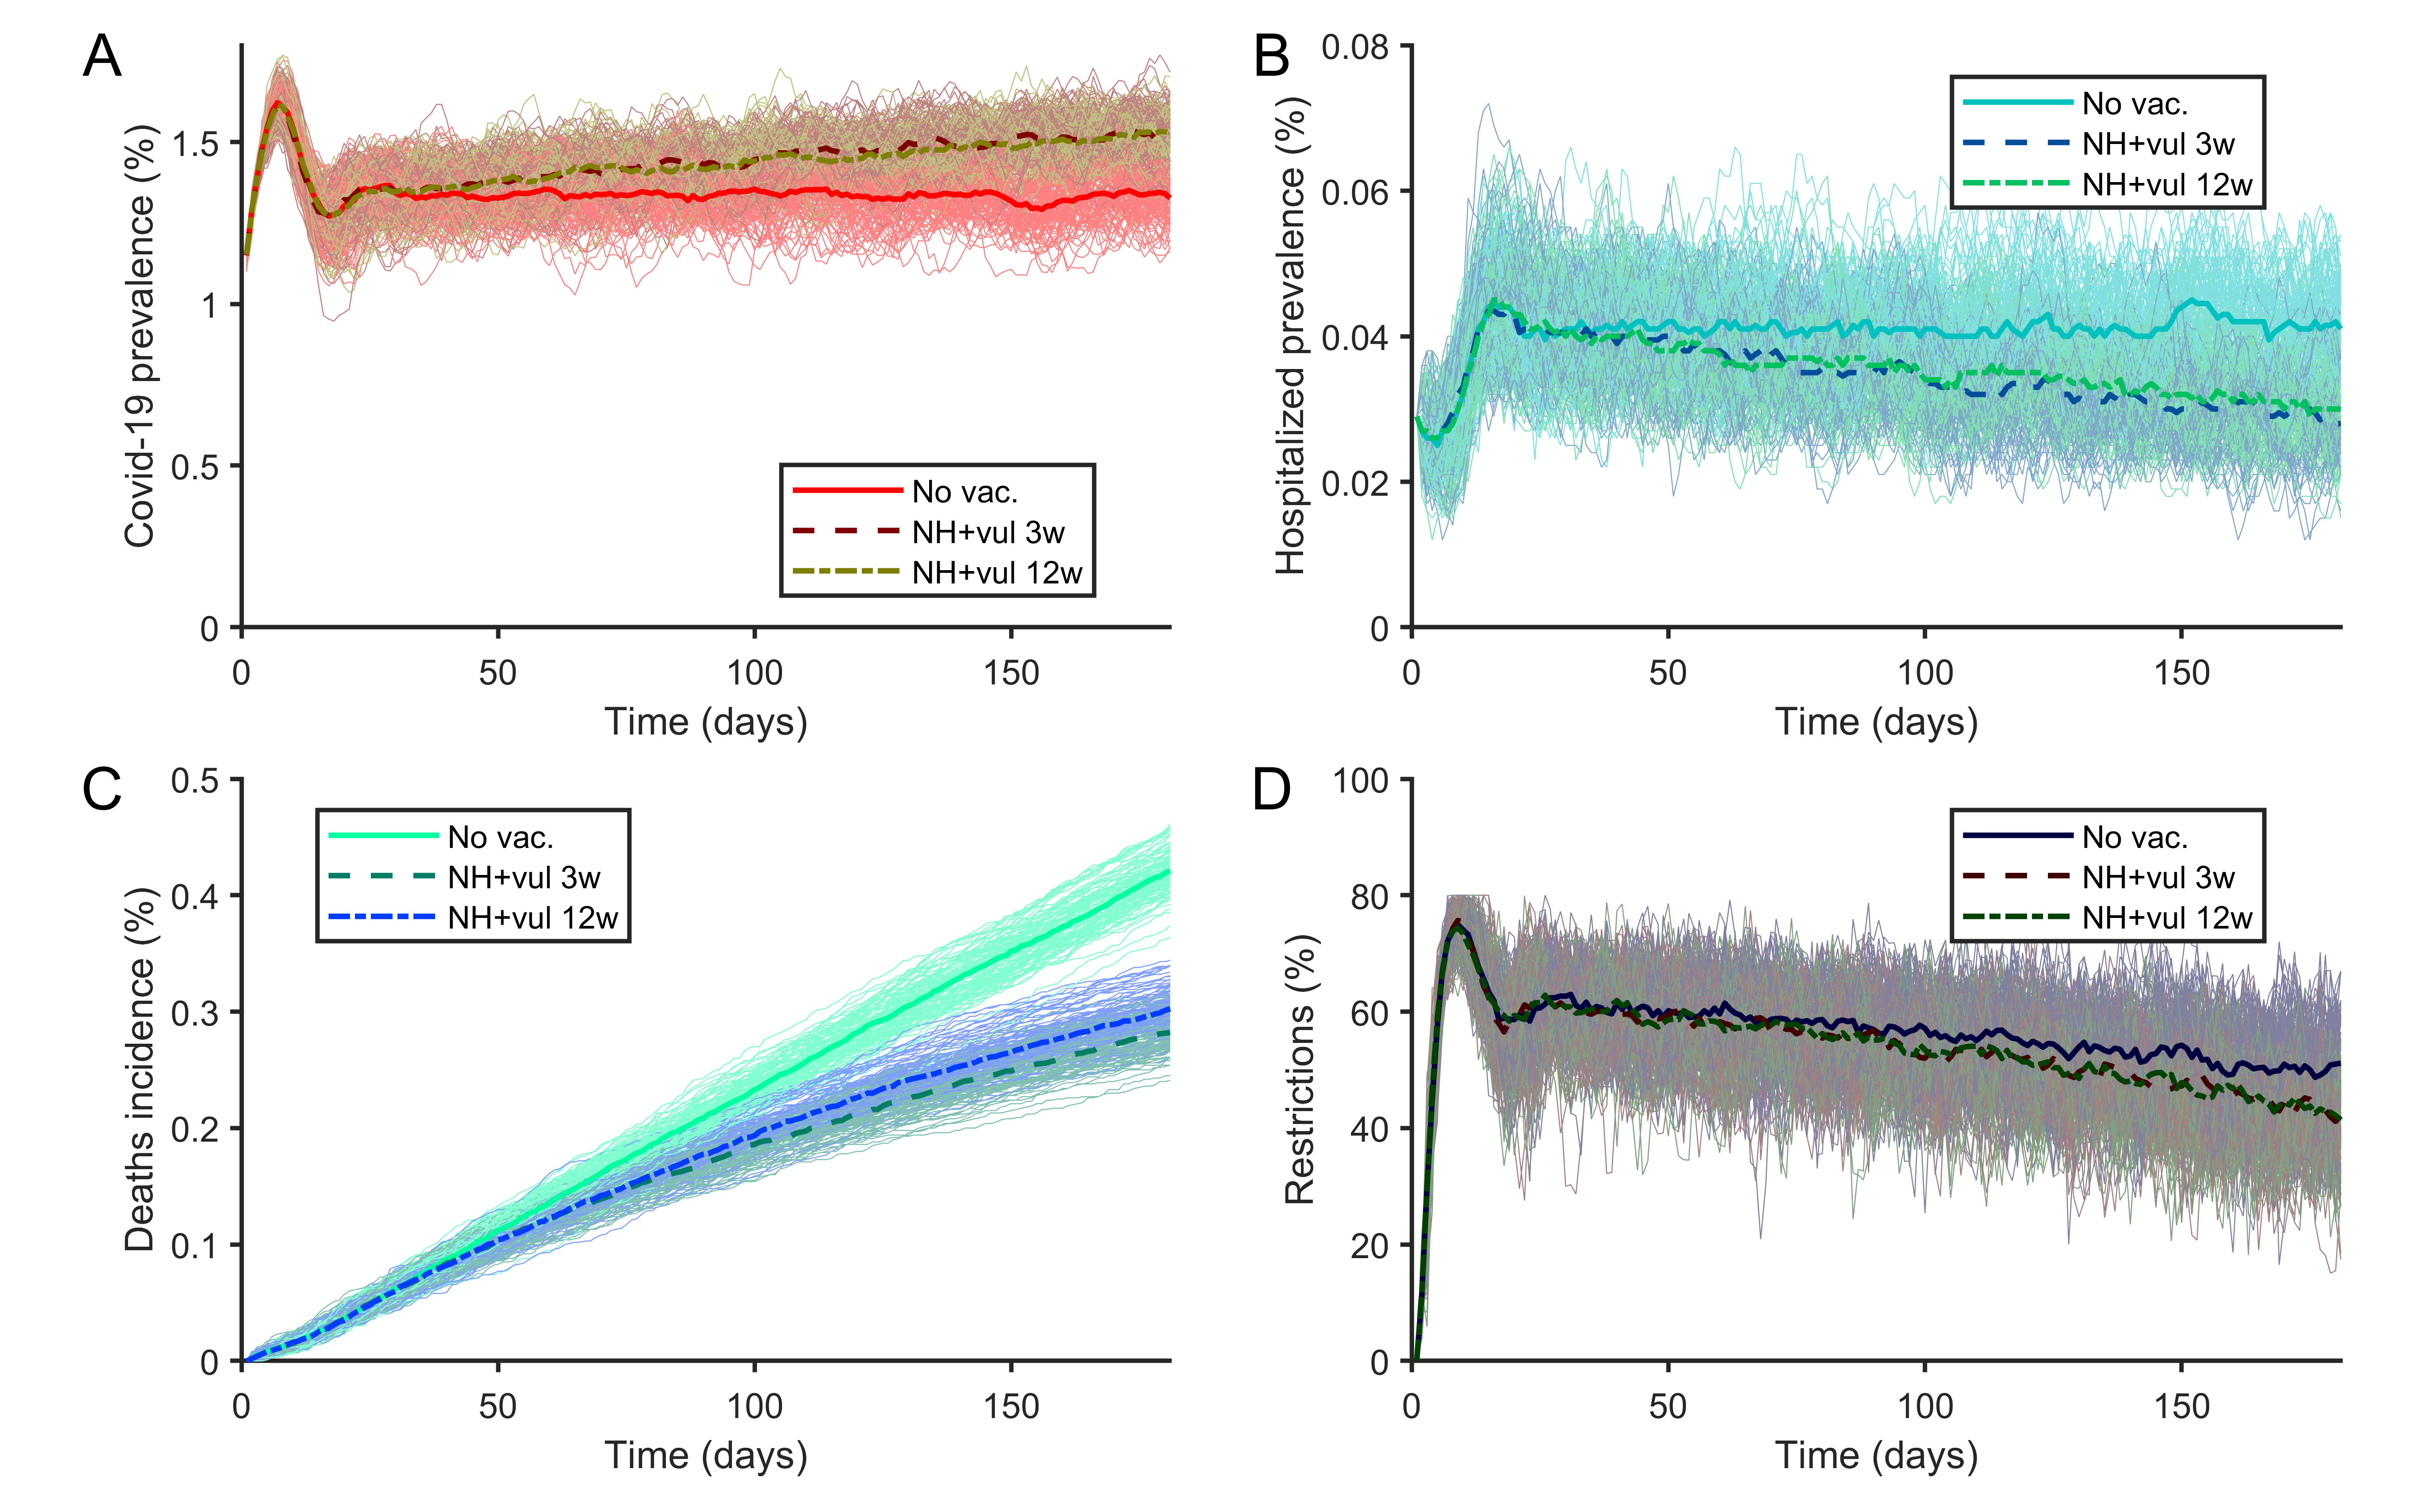 A
Covid-19 prevalence (%)
1.5
1
0.5
0
No vac.
NH+vul 3w
NH+vul 12w
0 50 100 150
Time (days)
B
Hospitalized prevalence (%)
0.08
0.06
0.04
0.02
0
No vac.
NH+vul 3w
NH+vul 12w
0 50 100 150
Time (days)
C
Deaths incidence (%)
0.5
0.4
0.3
0.2
0.1
0
No vac.
NH+vul 3w
NH+vul 12w
0 50 100 150
Time (days)
D
Restrictions (%)
100
80
60
40
20
0
No vac.
NH+vul 3w
NH+vul 12w
0 50 100 150
Time (days)